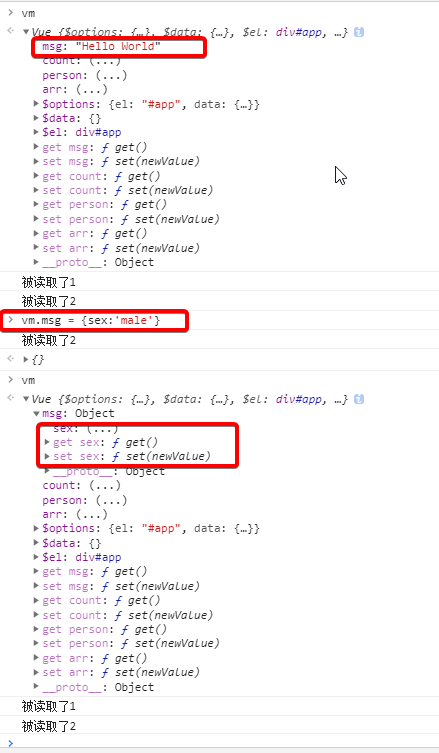 > vm
Vue {$options: {…}, $data: {…}, $el: div#app, …}
msg: "Hello World"
count: (...)
person: (...)
arr: (...)
$options: {el: "#app", data: {…}}
$data: {}
$el: div#app
get msg: ƒ get()
set msg: ƒ set(newValue)
get count: ƒ get()
set count: ƒ set(newValue)
get person: ƒ get()
set person: ƒ set(newValue)
get arr: ƒ get()
set arr: ƒ set(newValue)
__proto__: Object
被读取了1
被读取了2
> vm.msg = {sex:'male'}
被读取了2
{}
> vm
Vue {$options: {…}, $data: {…}, $el: div#app, …}
msg: Object
sex: (...)
get sex: ƒ get()
set sex: ƒ set(newValue)
__proto__: Object
count: (...)
person: (...)
arr: (...)
$options: {el: "#app", data: {…}}
$data: {}
$el: div#app
get msg: ƒ get()
set msg: ƒ set(newValue)
get count: ƒ get()
set count: ƒ set(newValue)
get person: ƒ get()
set person: ƒ set(newValue)
get arr: ƒ get()
set arr: ƒ set(newValue)
__proto__: Object
被读取了1
被读取了2
>